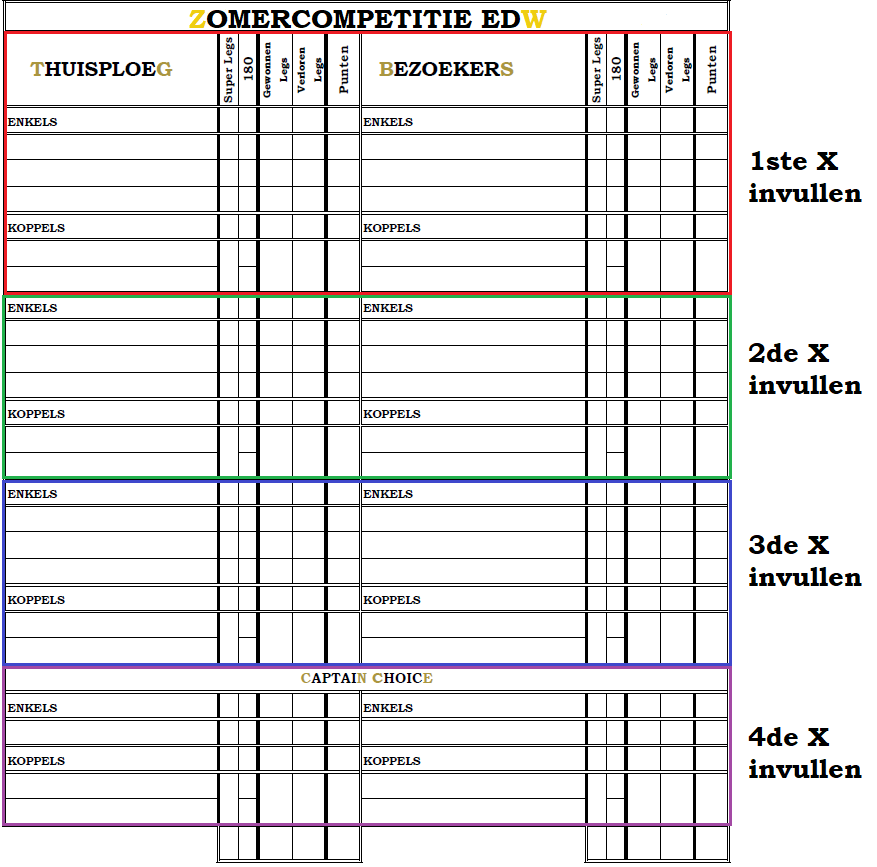 ZOMERCOMPETITIE EDW
THUISPLOEG Super Legs 180 Gewonnen Legs Verloren Legs Punten BEZOEKERS Super Legs 180 Gewonnen Legs Verloren Legs Punten
ENKELS ENKELS
1ste X
invullen
KOPPELS KOPPELS
ENKELS ENKELS
2de X
invullen
KOPPELS KOPPELS
ENKELS ENKELS
3de X
invullen
KOPPELS KOPPELS
CAPTAIN CHOICE
ENKELS ENKELS
4de X
invullen
KOPPELS KOPPELS